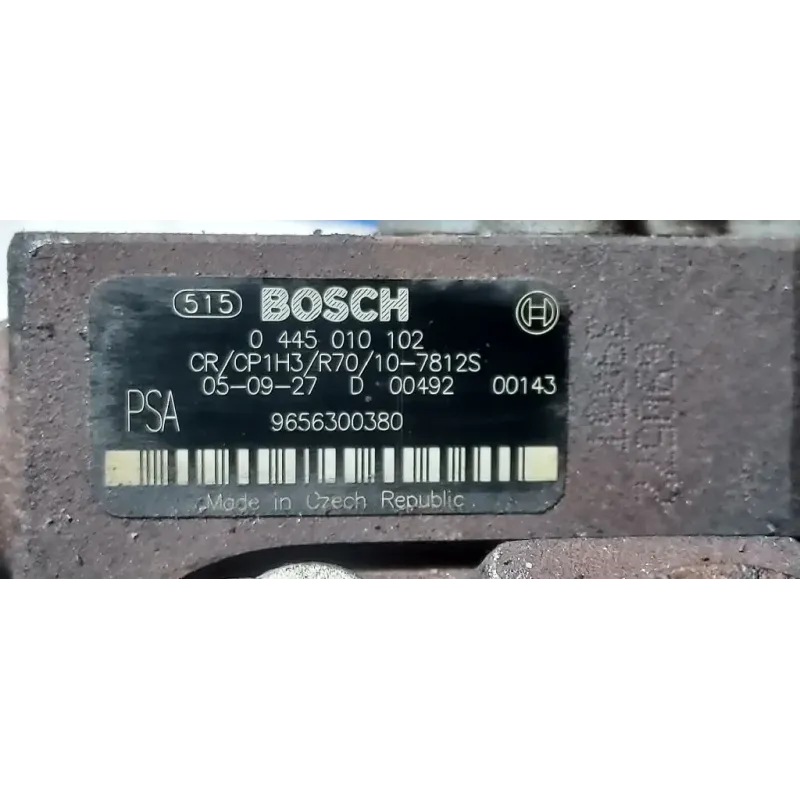 515 BOSCH
0 445 010 102
CR/CP1H3/R70/10-7812S
05-09-27 D 00492 00143
PSA 9656300380
Made in Czech Republic